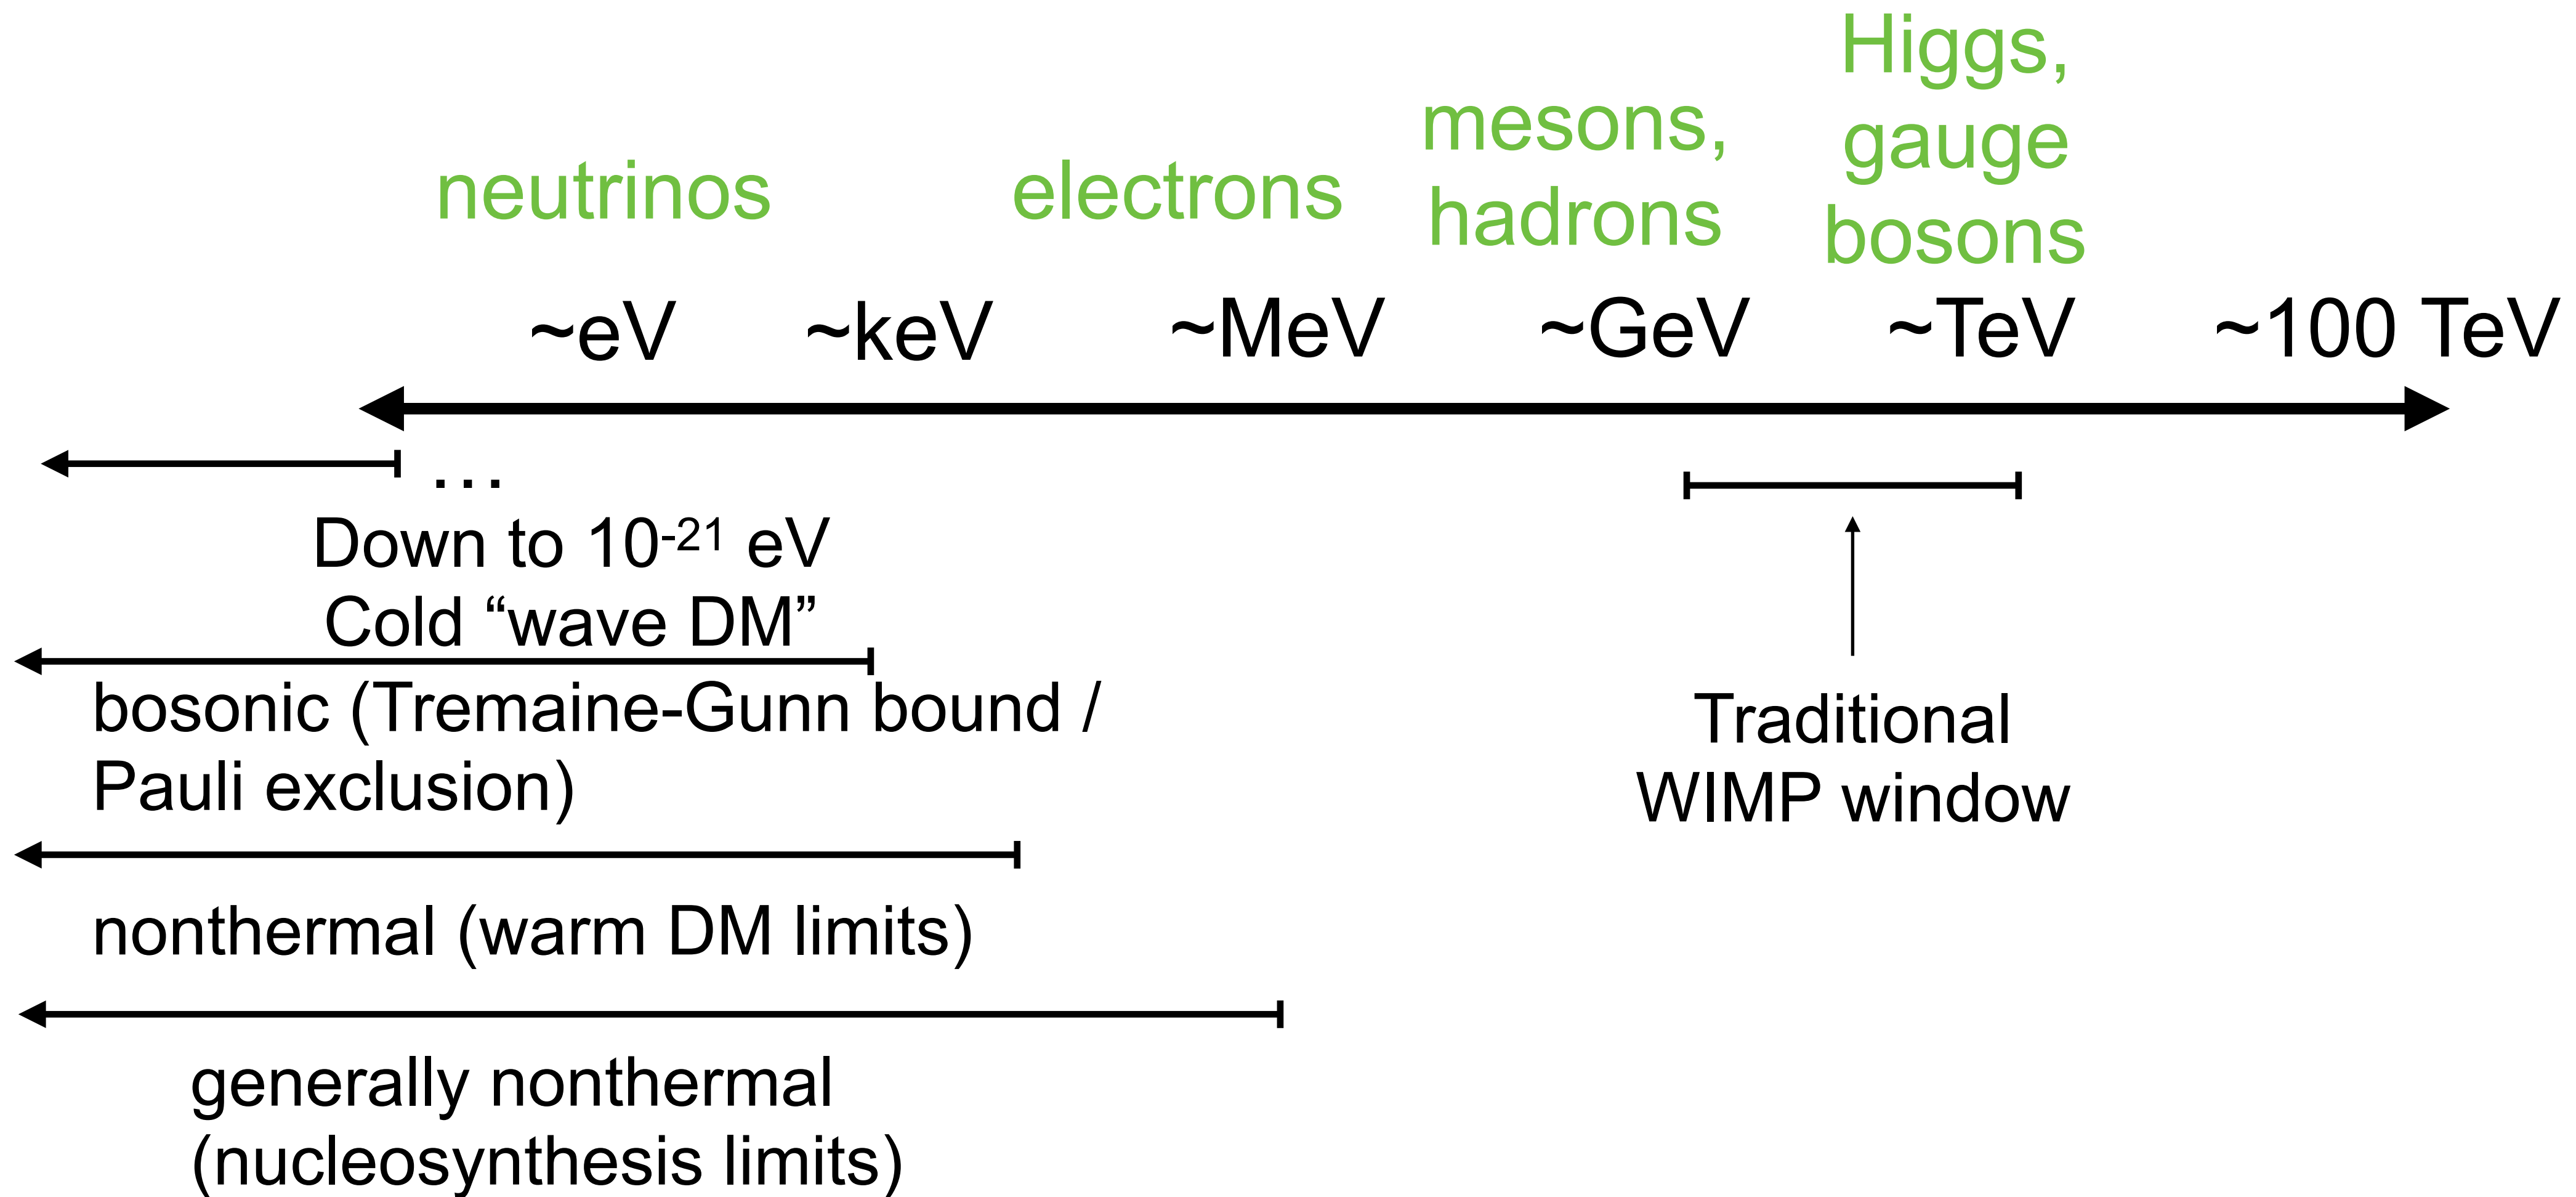 Higgs,
gauge
bosons
mesons,
hadrons
neutrinos
electrons
~eV
~keV
~MeV
~GeV
~TeV
~100 TeV
…
Down to 10⁻²¹ eV
Cold “wave DM”
bosonic (Tremaine-Gunn bound /
Pauli exclusion)
nonthermal (warm DM limits)
generally nonthermal
(nucleosynthesis limits)
Traditional
WIMP window